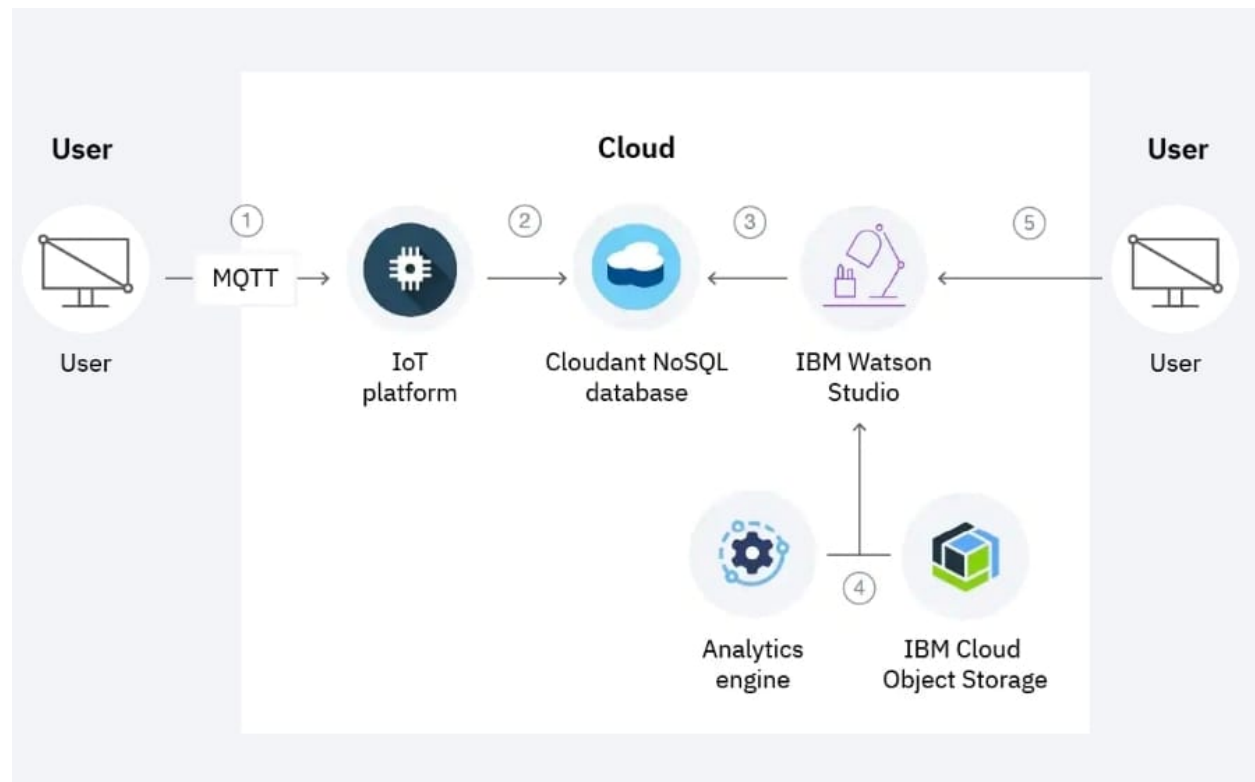 User
Cloud
User
1
2
3
5
MQTT
User
IoT
platform
Cloudant NoSQL
database
IBM Watson
Studio
User
4
Analytics
engine
IBM Cloud
Object Storage